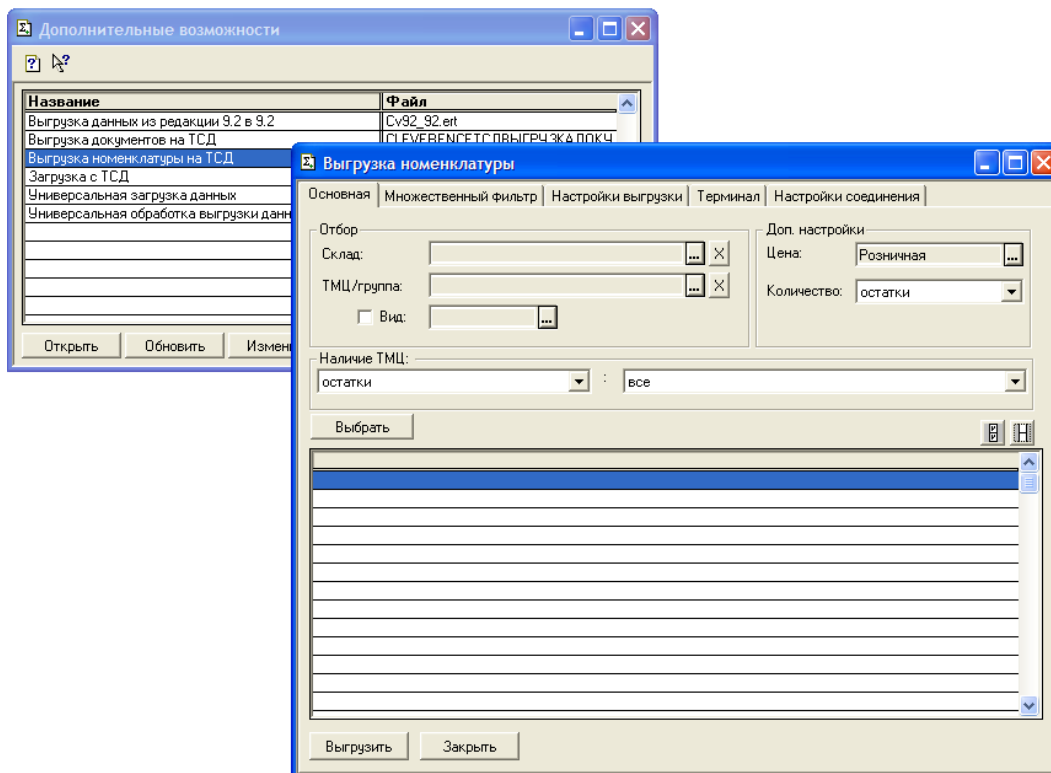 Дополнительные возможности
Название Файл
Выгрузка данных из редакции 9.2 в 9.2 Cv92_92.ert
Выгрузка документов на ТСД
Выгрузка номенклатуры на ТСД
Загрузка с ТСД
Универсальная загрузка данных
Универсальная обработка выгрузки данн
Открыть Обновить Измен
Выгрузка номенклатуры
Основная Множественный фильтр Настройки выгрузки Терминал Настройки соединения
Отбор Доп. настройки
Склад: ... X Цена: Розничная ...
ТМЦ/группа: ... X Количество: остатки
Вид: ...
Наличие ТМЦ:
остатки : все
Выбрать
Выгрузить Закрыть